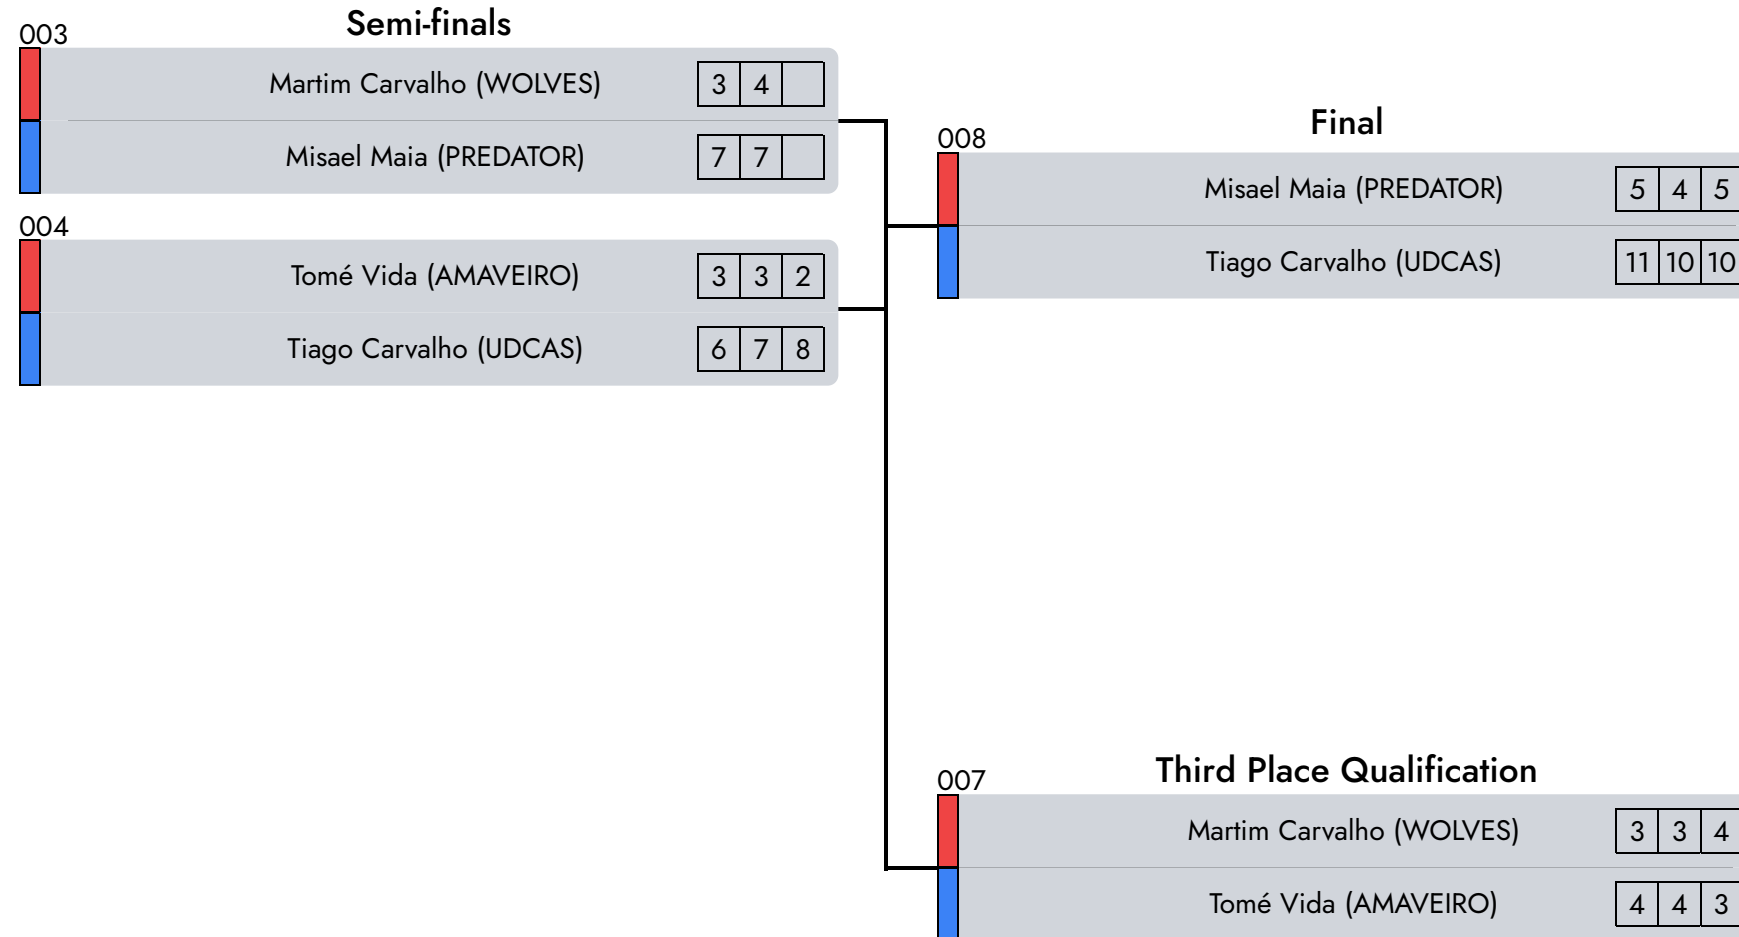 Semi-finals
003
Martim Carvalho (WOLVES) 3 4
Misael Maia (PREDATOR) 7 7
004
Tomé Vida (AMAVEIRO) 3 3 2
Tiago Carvalho (UDCAS) 6 7 8
Final
008
Misael Maia (PREDATOR) 5 4 5
Tiago Carvalho (UDCAS) 11 10 10
Third Place Qualification
007
Martim Carvalho (WOLVES) 3 3 4
Tomé Vida (AMAVEIRO) 4 4 3